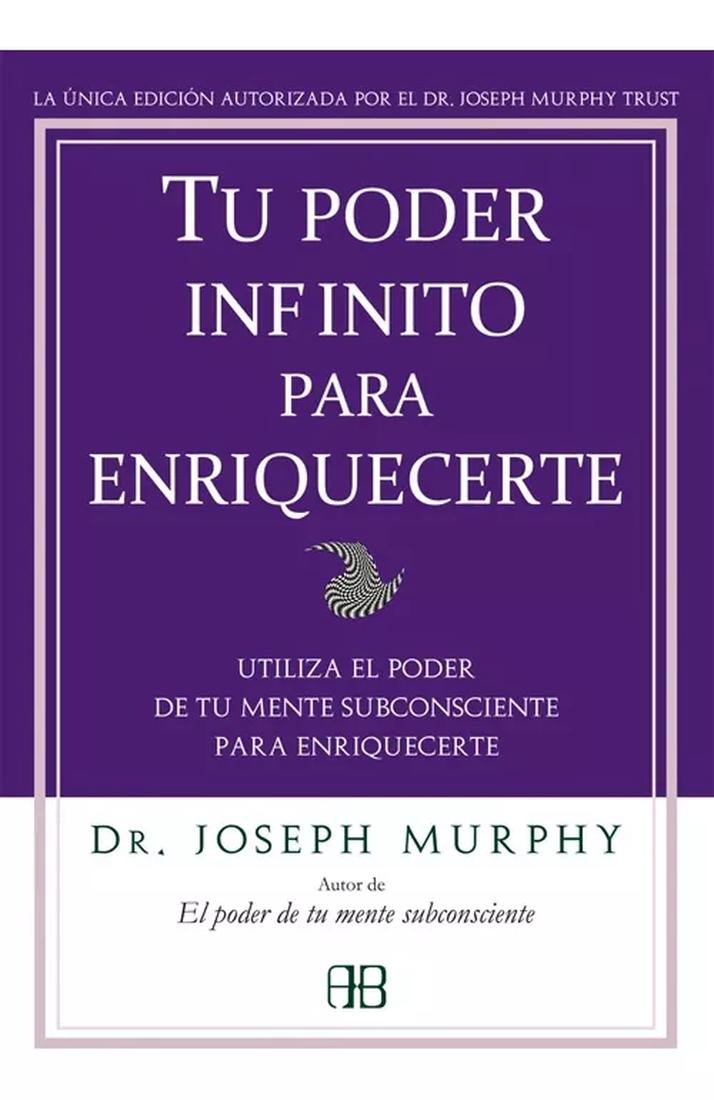 LA ÚNICA EDICIÓN AUTORIZADA POR EL DR. JOSEPH MURPHY TRUST
TU PODER
INFINITO
PARA
ENRIQUECERTE
UTILIZA EL PODER
DE TU MENTE SUBCONSCIENTE
PARA ENRIQUECERTE
DR. JOSEPH MURPHY
Autor de
El poder de tu mente subconsciente
AB